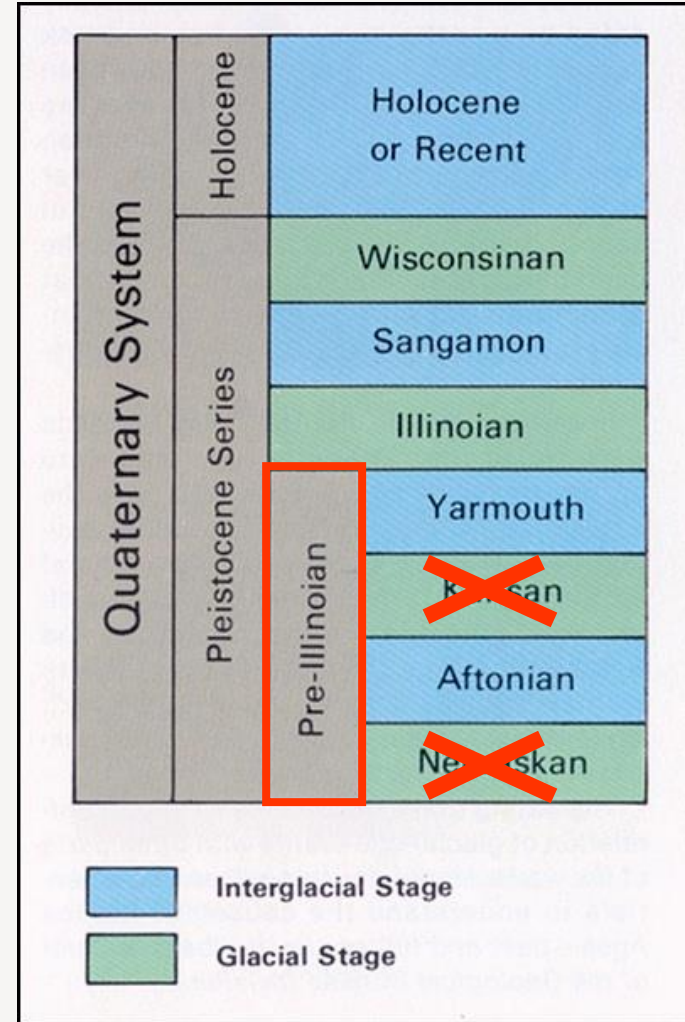 Quaternary System
Holocene
Pleistocene Series
Pre-Illinoian
Holocene
or Recent
Wisconsinan
Sangamon
Illinoian
Yarmouth
Aftonian
Interglacial Stage
Glacial Stage